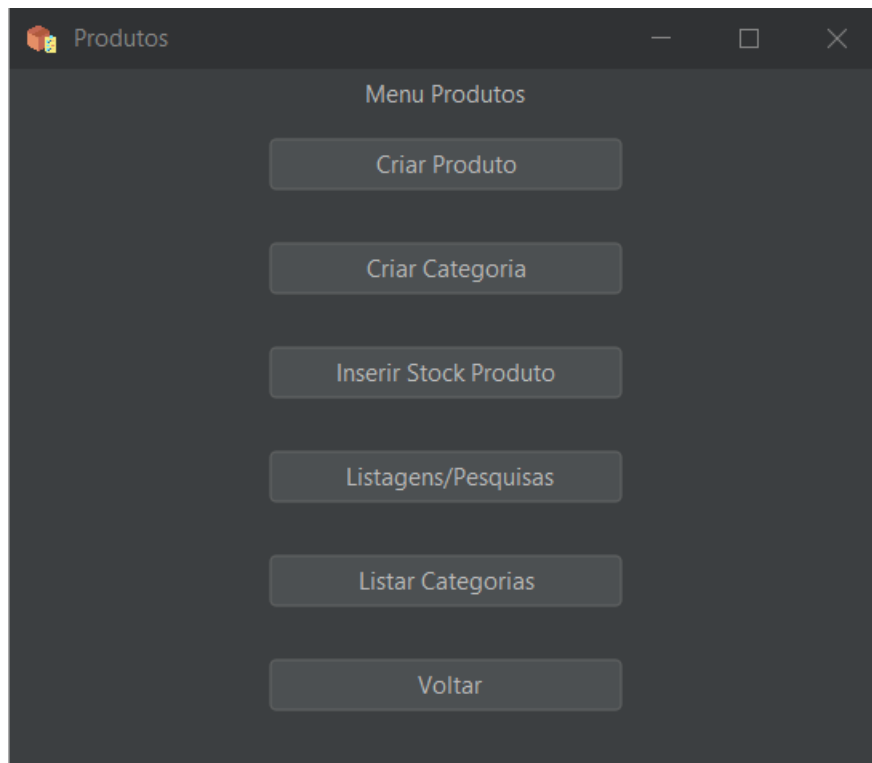 Produtos
Menu Produtos
Criar Produto
Criar Categoria
Inserir Stock Produto
Listagens/Pesquisas
Listar Categorias
Voltar